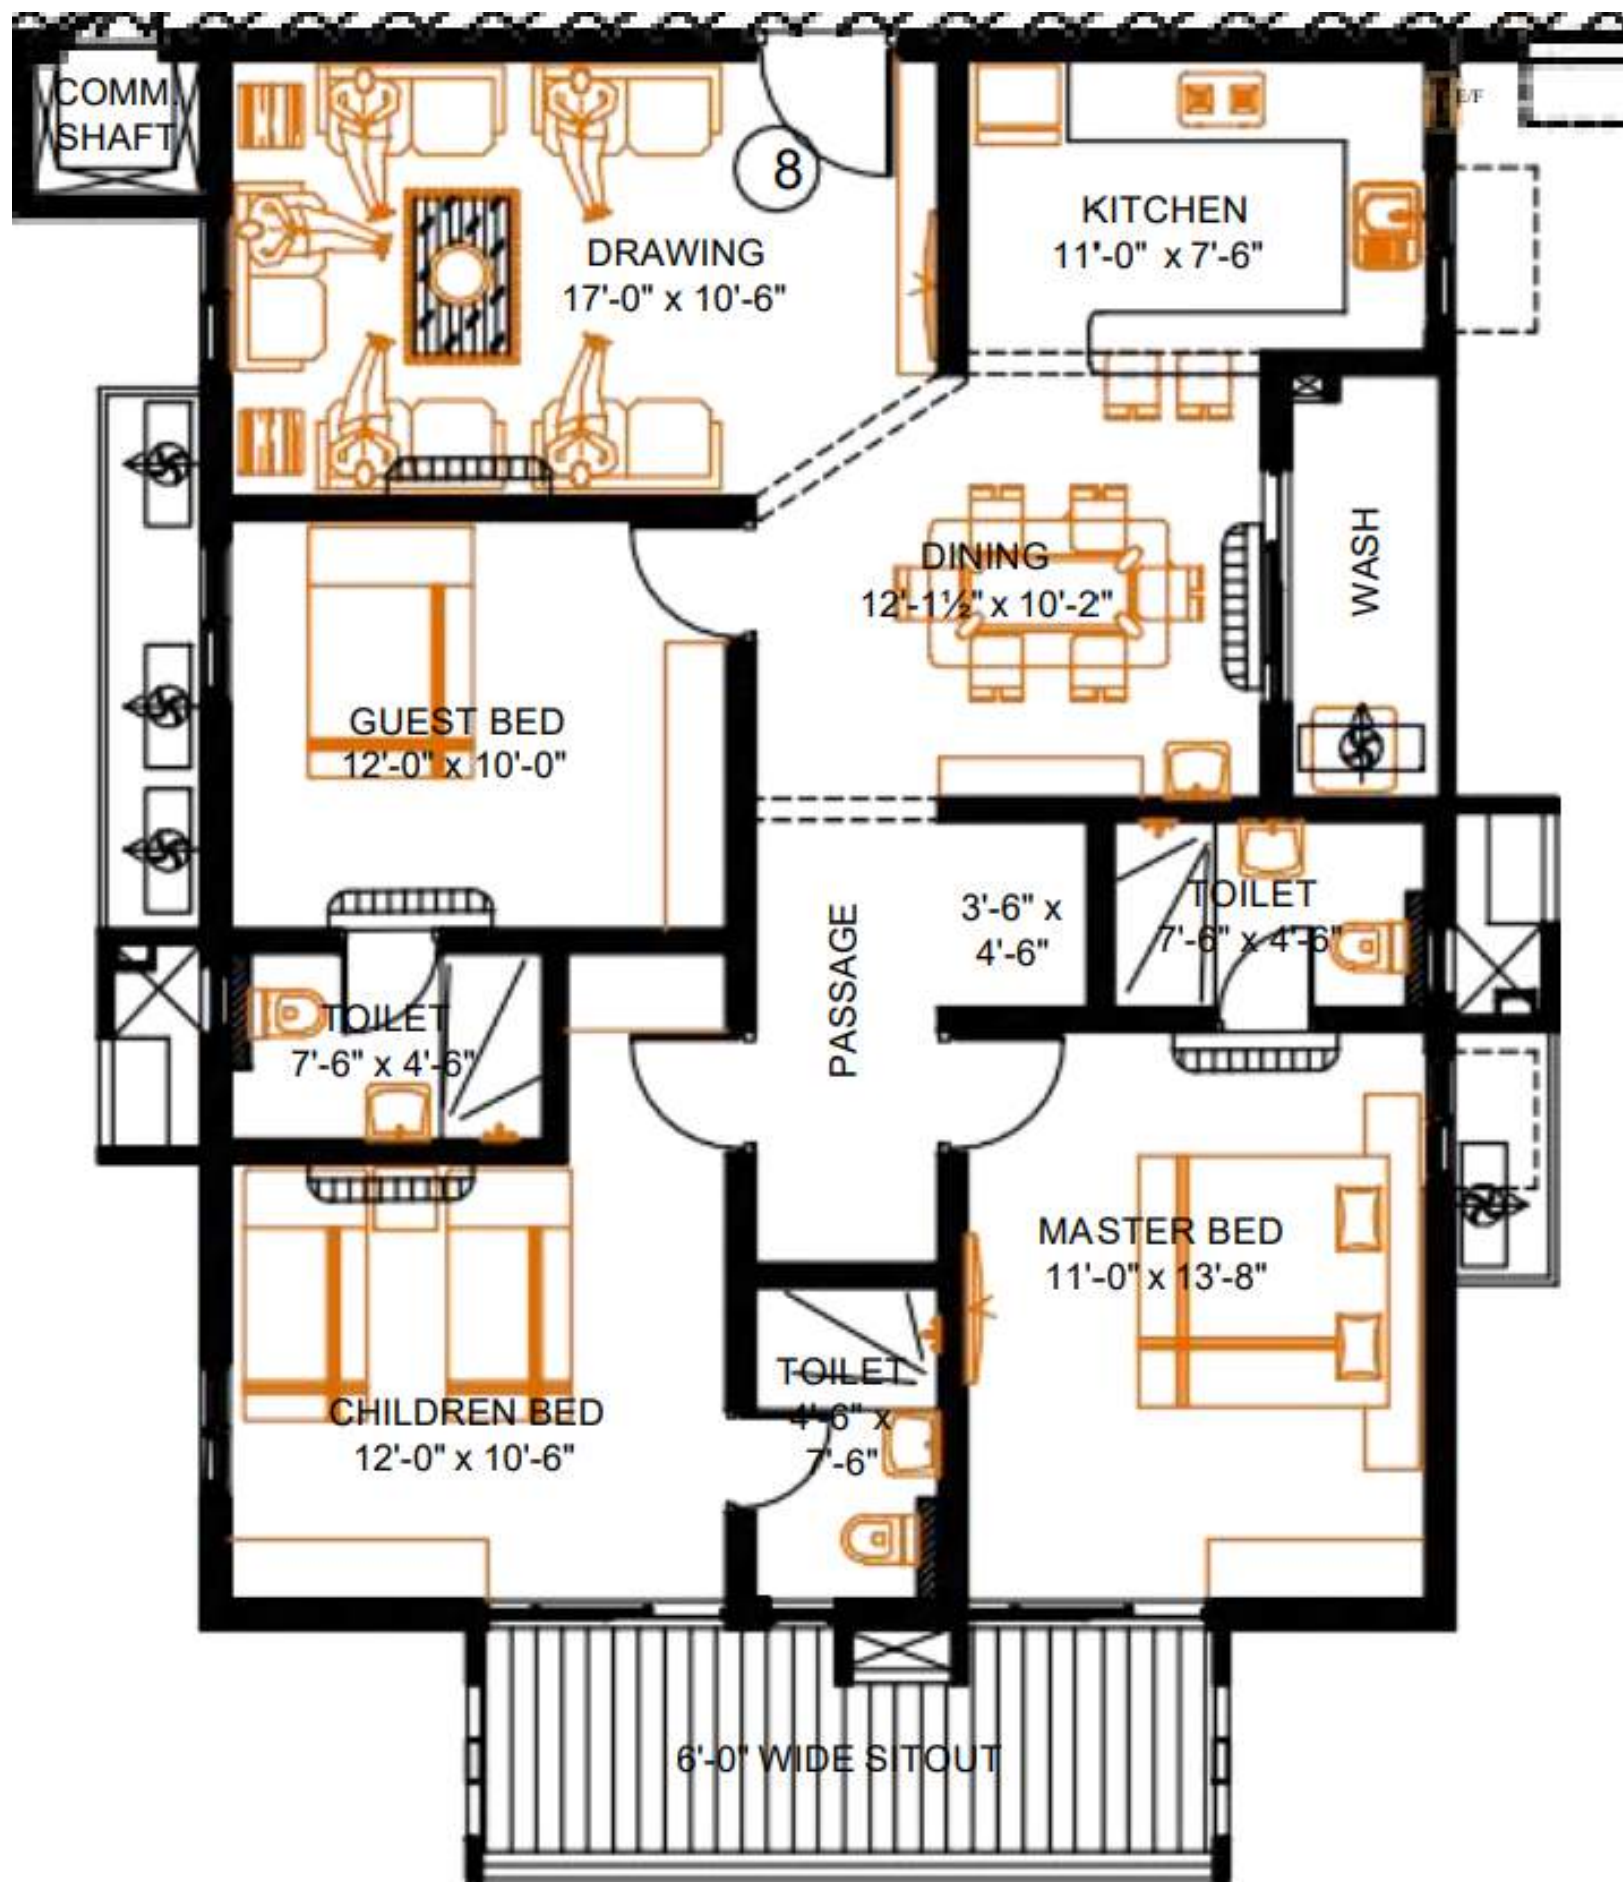 COMM.
SHAFT
E/F
8
DRAWING
17'-0" x 10'-6"
KITCHEN
11'-0" x 7'-6"
DINING
12'-1½" x 10'-2"
WASH
GUEST BED
12'-0" x 10'-0"
PASSAGE
3'-6" x
4'-6"
TOILET
7'-6" x 4'-6"
TOILET
7'-6" x 4'-6"
MASTER BED
11'-0" x 13'-8"
TOILET
4'-6" x
7'-6"
CHILDREN BED
12'-0" x 10'-6"
6'-0" WIDE SITOUT